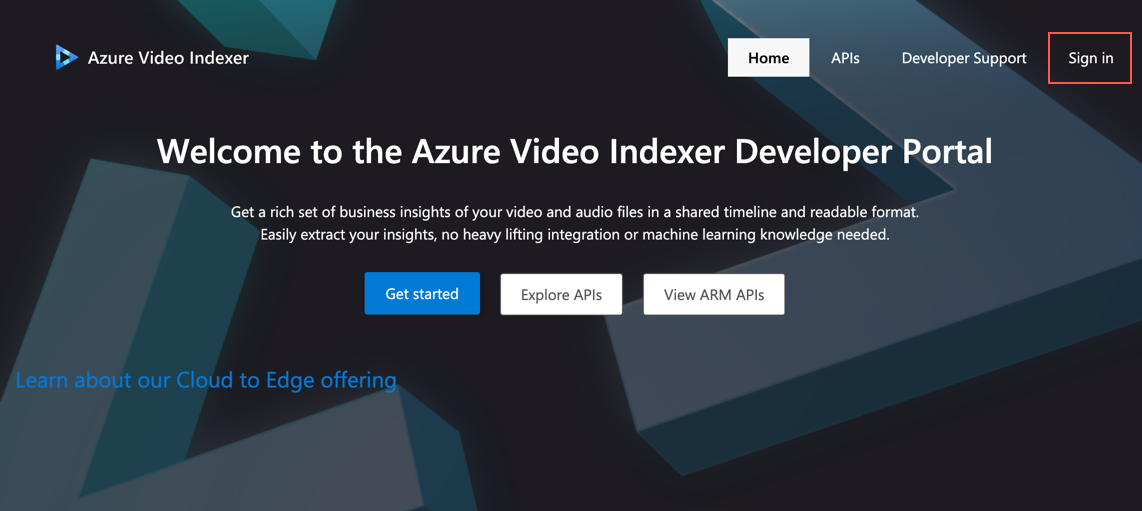 Azure Video Indexer
Home
APIs
Developer Support
Sign in
Welcome to the Azure Video Indexer Developer Portal
Get a rich set of business insights of your video and audio files in a shared timeline and readable format.
Easily extract your insights, no heavy lifting integration or machine learning knowledge needed.
Get started
Explore APIs
View ARM APIs
Learn about our Cloud to Edge offering